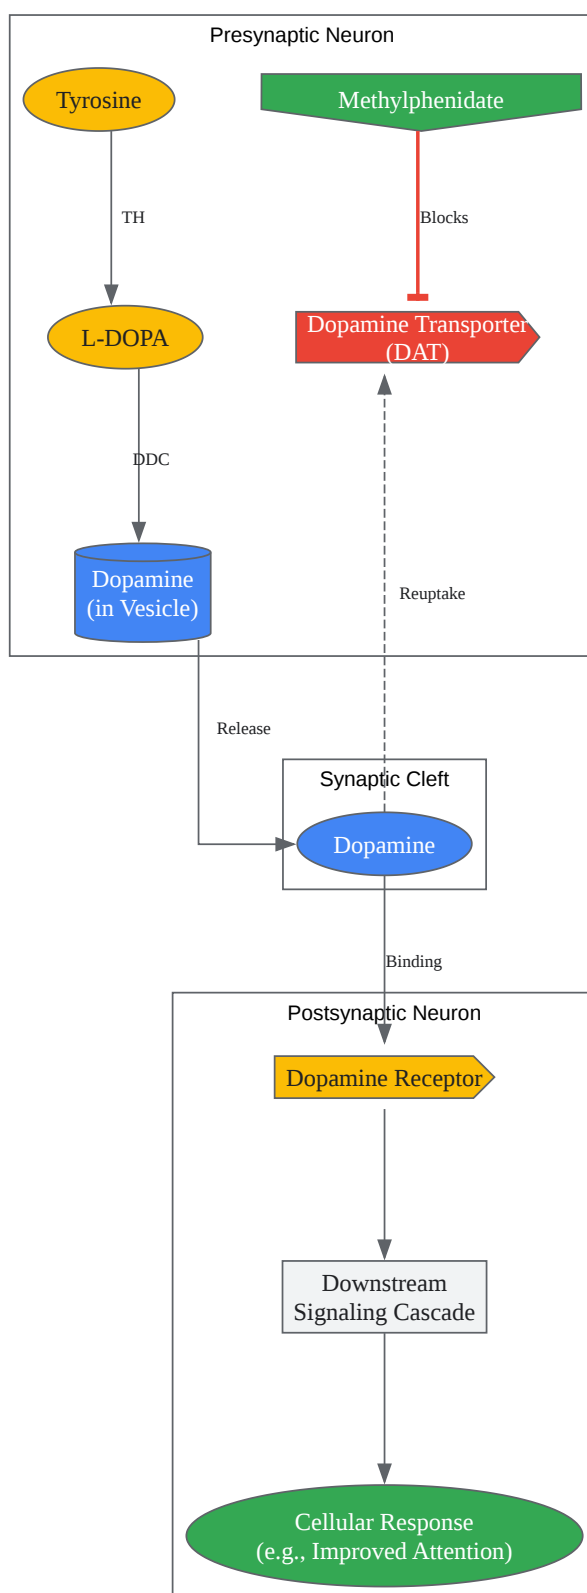 Presynaptic Neuron
Tyrosine
Methylphenidate
TH
Blocks
L-DOPA
Dopamine Transporter
(DAT)
DDC
Dopamine
(in Vesicle)
Reuptake
Release
Synaptic Cleft
Dopamine
Binding
Postsynaptic Neuron
Dopamine Receptor
Downstream
Signaling Cascade
Cellular Response
(e.g., Improved Attention)